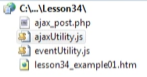 C:\...\Lesson34\
ajax_post.php
ajaxUtility.js
eventUtility.js
lesson34_example01.htm